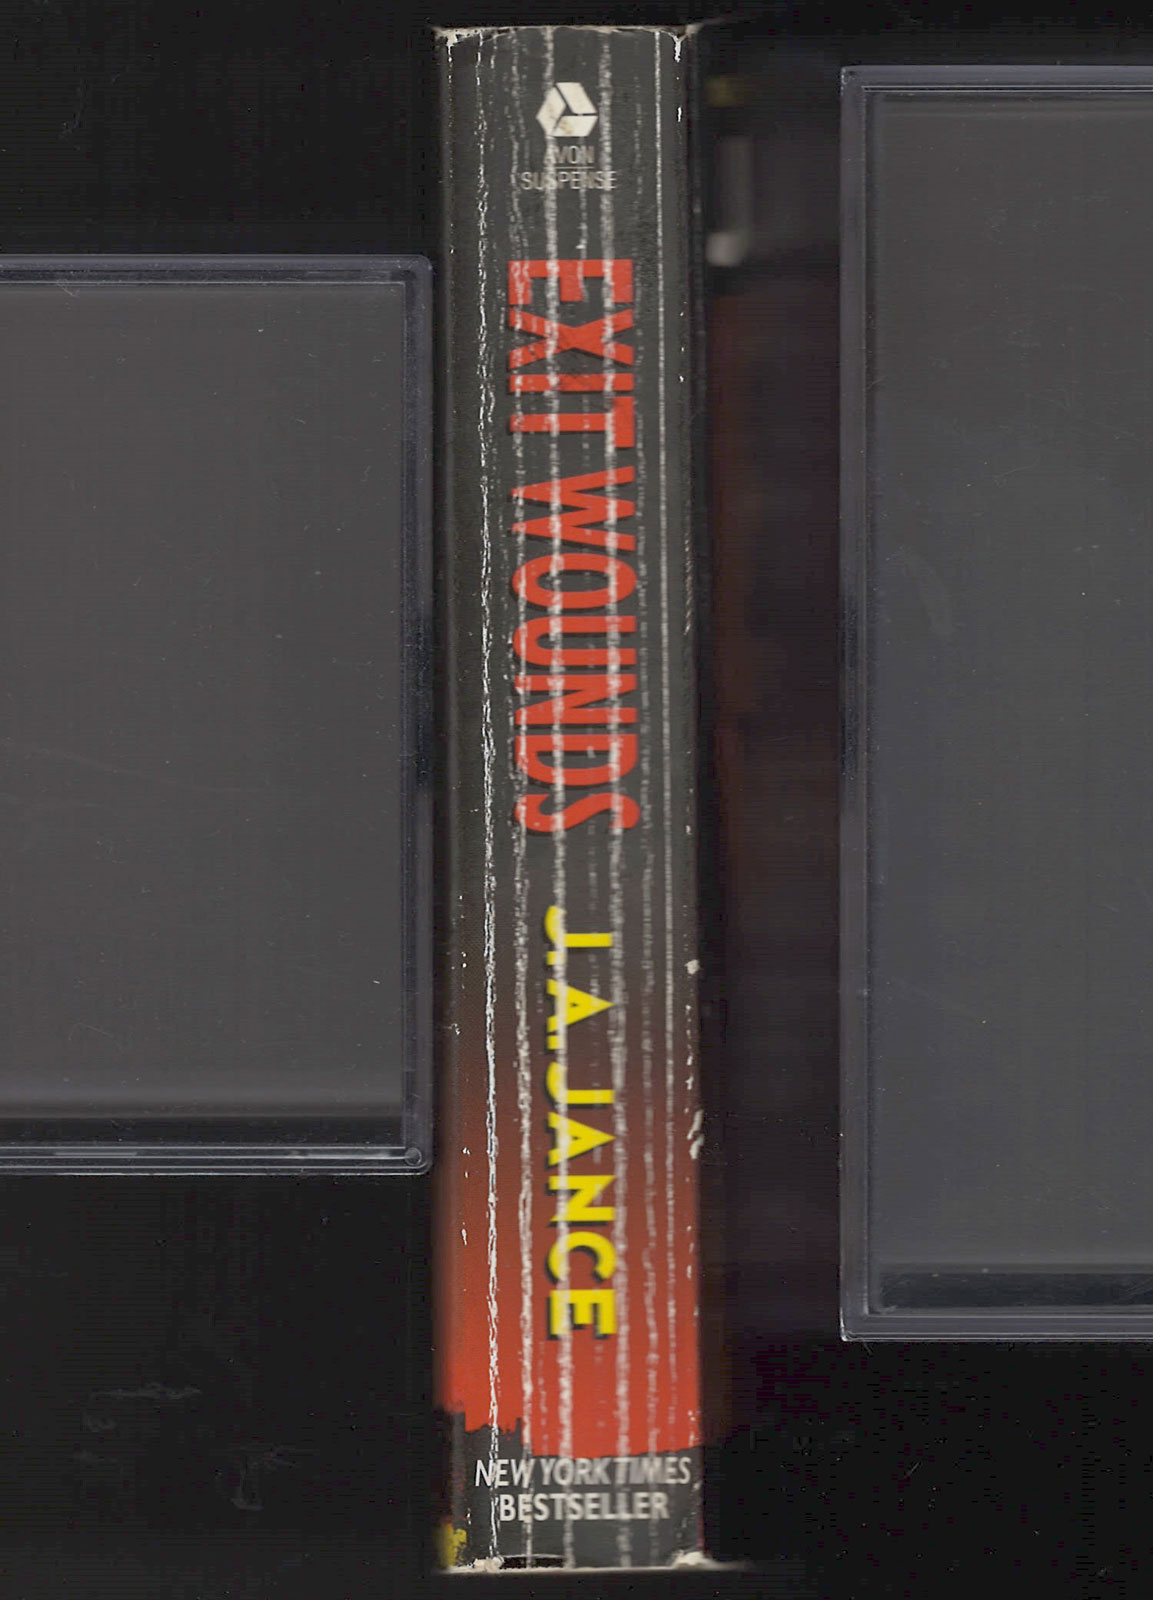 AVON
SUSPENSE
EXIT WOUNDS
J.A. JANCE
NEW YORK TIMES
BESTSELLER